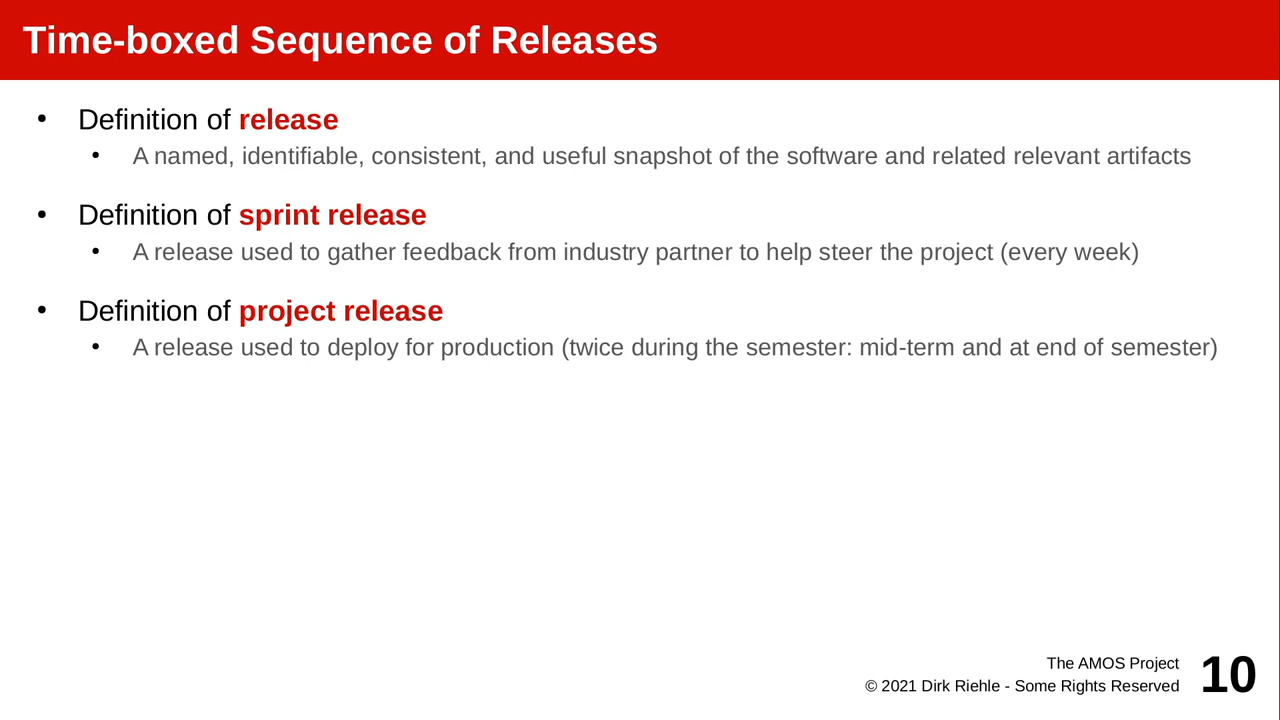 Time-boxed Sequence of Releases
• Definition of release
• A named, identifiable, consistent, and useful snapshot of the software and related relevant artifacts
• Definition of sprint release
• A release used to gather feedback from industry partner to help steer the project (every week)
• Definition of project release
• A release used to deploy for production (twice during the semester: mid-term and at end of semester)
The AMOS Project
© 2021 Dirk Riehle - Some Rights Reserved
10